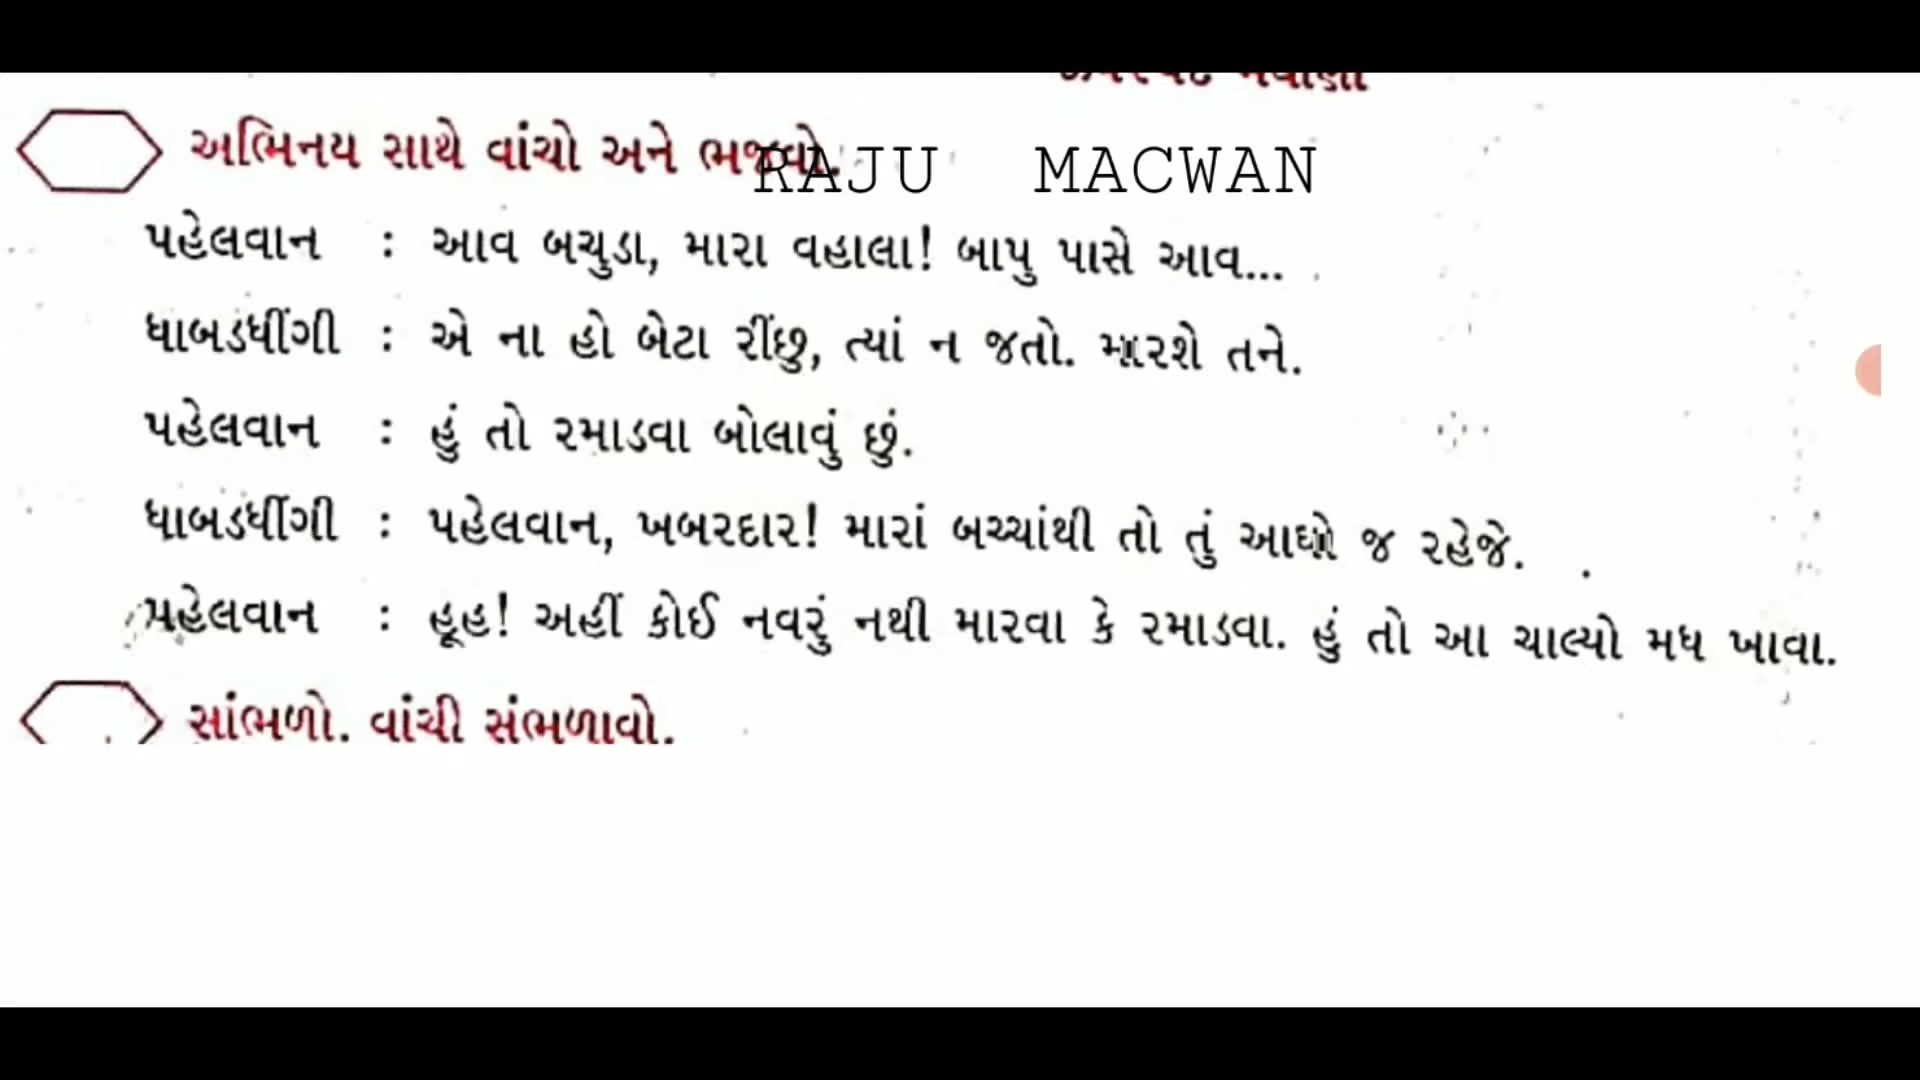 અભિનય સાથે વાંચો અને ભજવો.
RAJU MACWAN
પહેલવાન : આવ બચુડા, મારા વહાલા! બાપુ પાસે આવ...
ધાબડધીંગી : એ ના હો બેટા રીંછુ, ત્યાં ન જતો. મારશે તને.
પહેલવાન : હું તો રમાડવા બોલાવું છું.
ધાબડધીંગી : પહેલવાન, ખબરદાર! મારાં બચ્ચાંથી તો તું આઘો જ રહેજે.
પહેલવાન : હૂહ! અહીં કોઈ નવરું નથી મારવા કે રમાડવા. હું તો આ ચાલ્યો મધ ખાવા.
સાંભળો. વાંચી સંભળાવો.